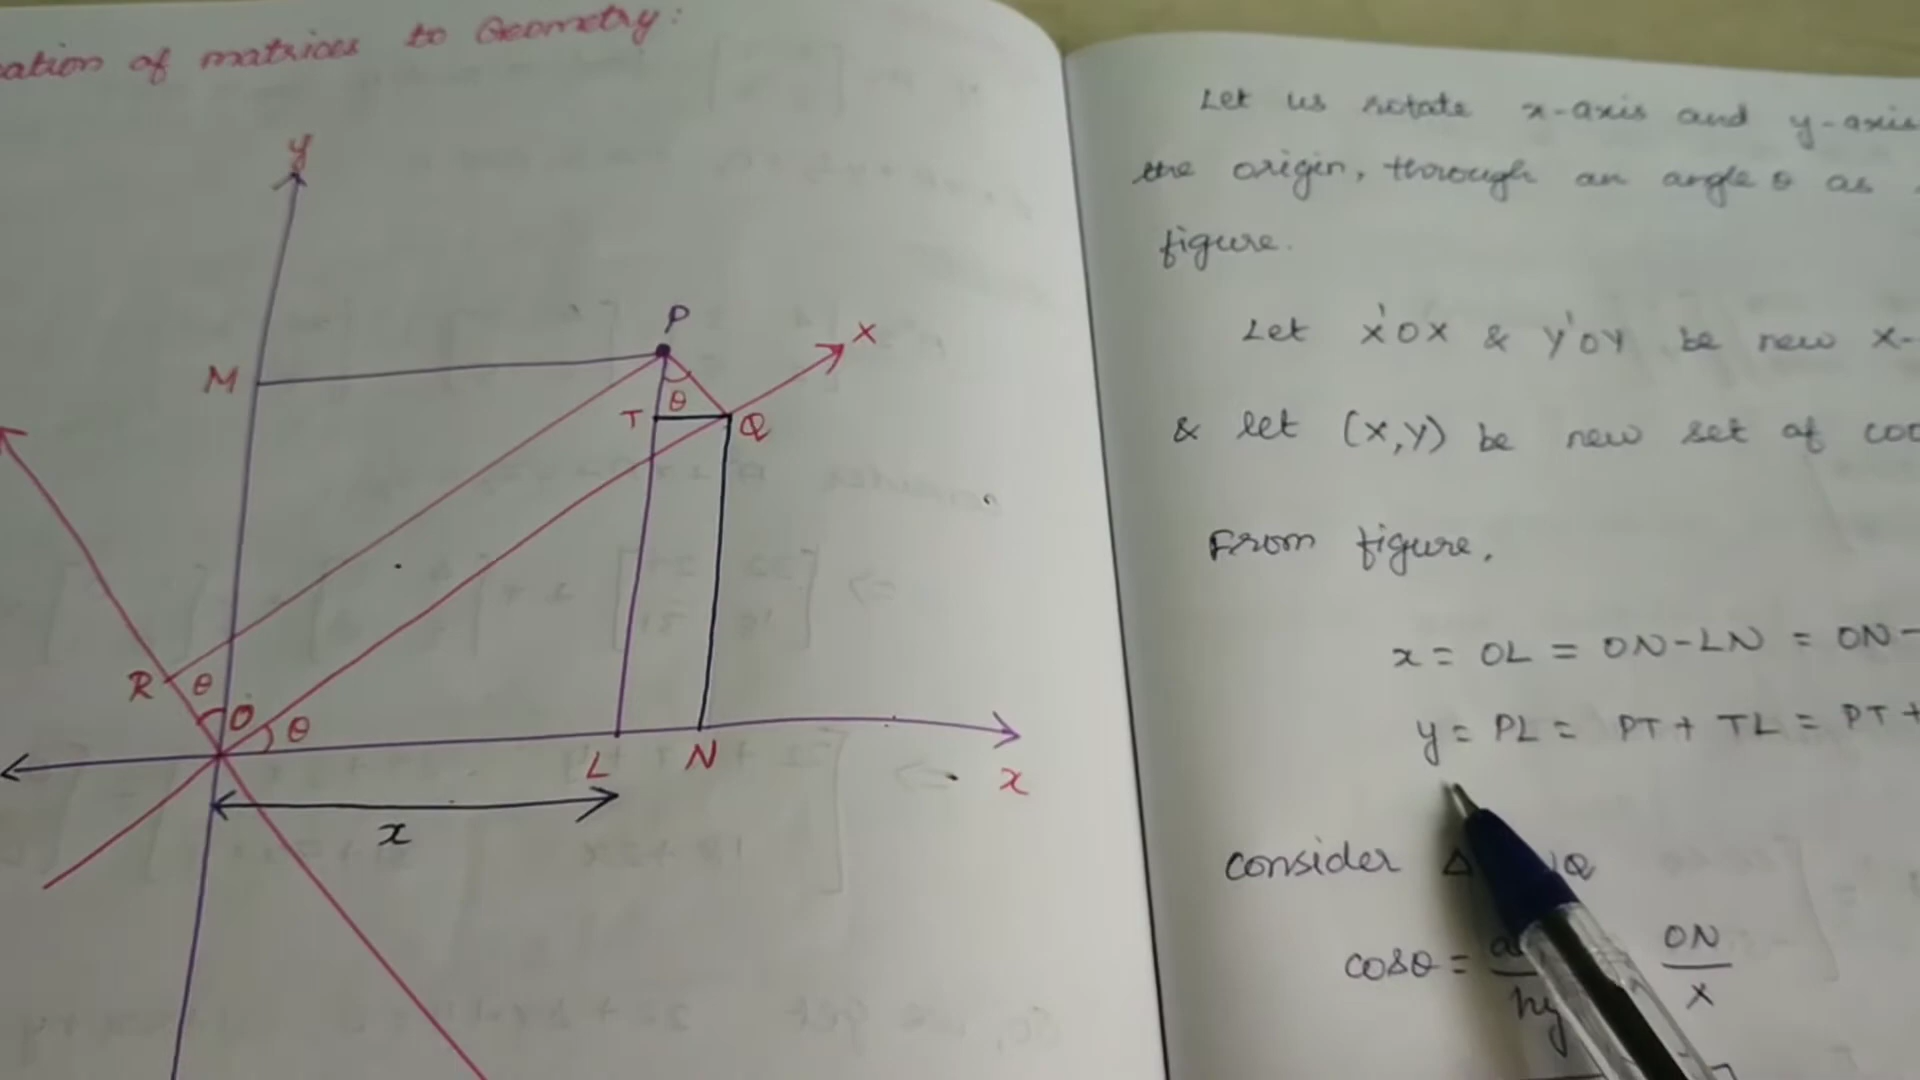 ation of matrices to Geometry:
y
P
X
M
θ
T
Q
R
θ
O
θ
L
N
x
x
Let us rotate x-axis and y-axis
the origin, through an angle θ as
figure.
Let X'OX & Y'OY be new X-
& let (X,Y) be new set of coo
From figure,
x = OL = ON-LN = ON-
y = PL = PT + TL = PT +
consider Δ Q
cosθ = ON
hy X